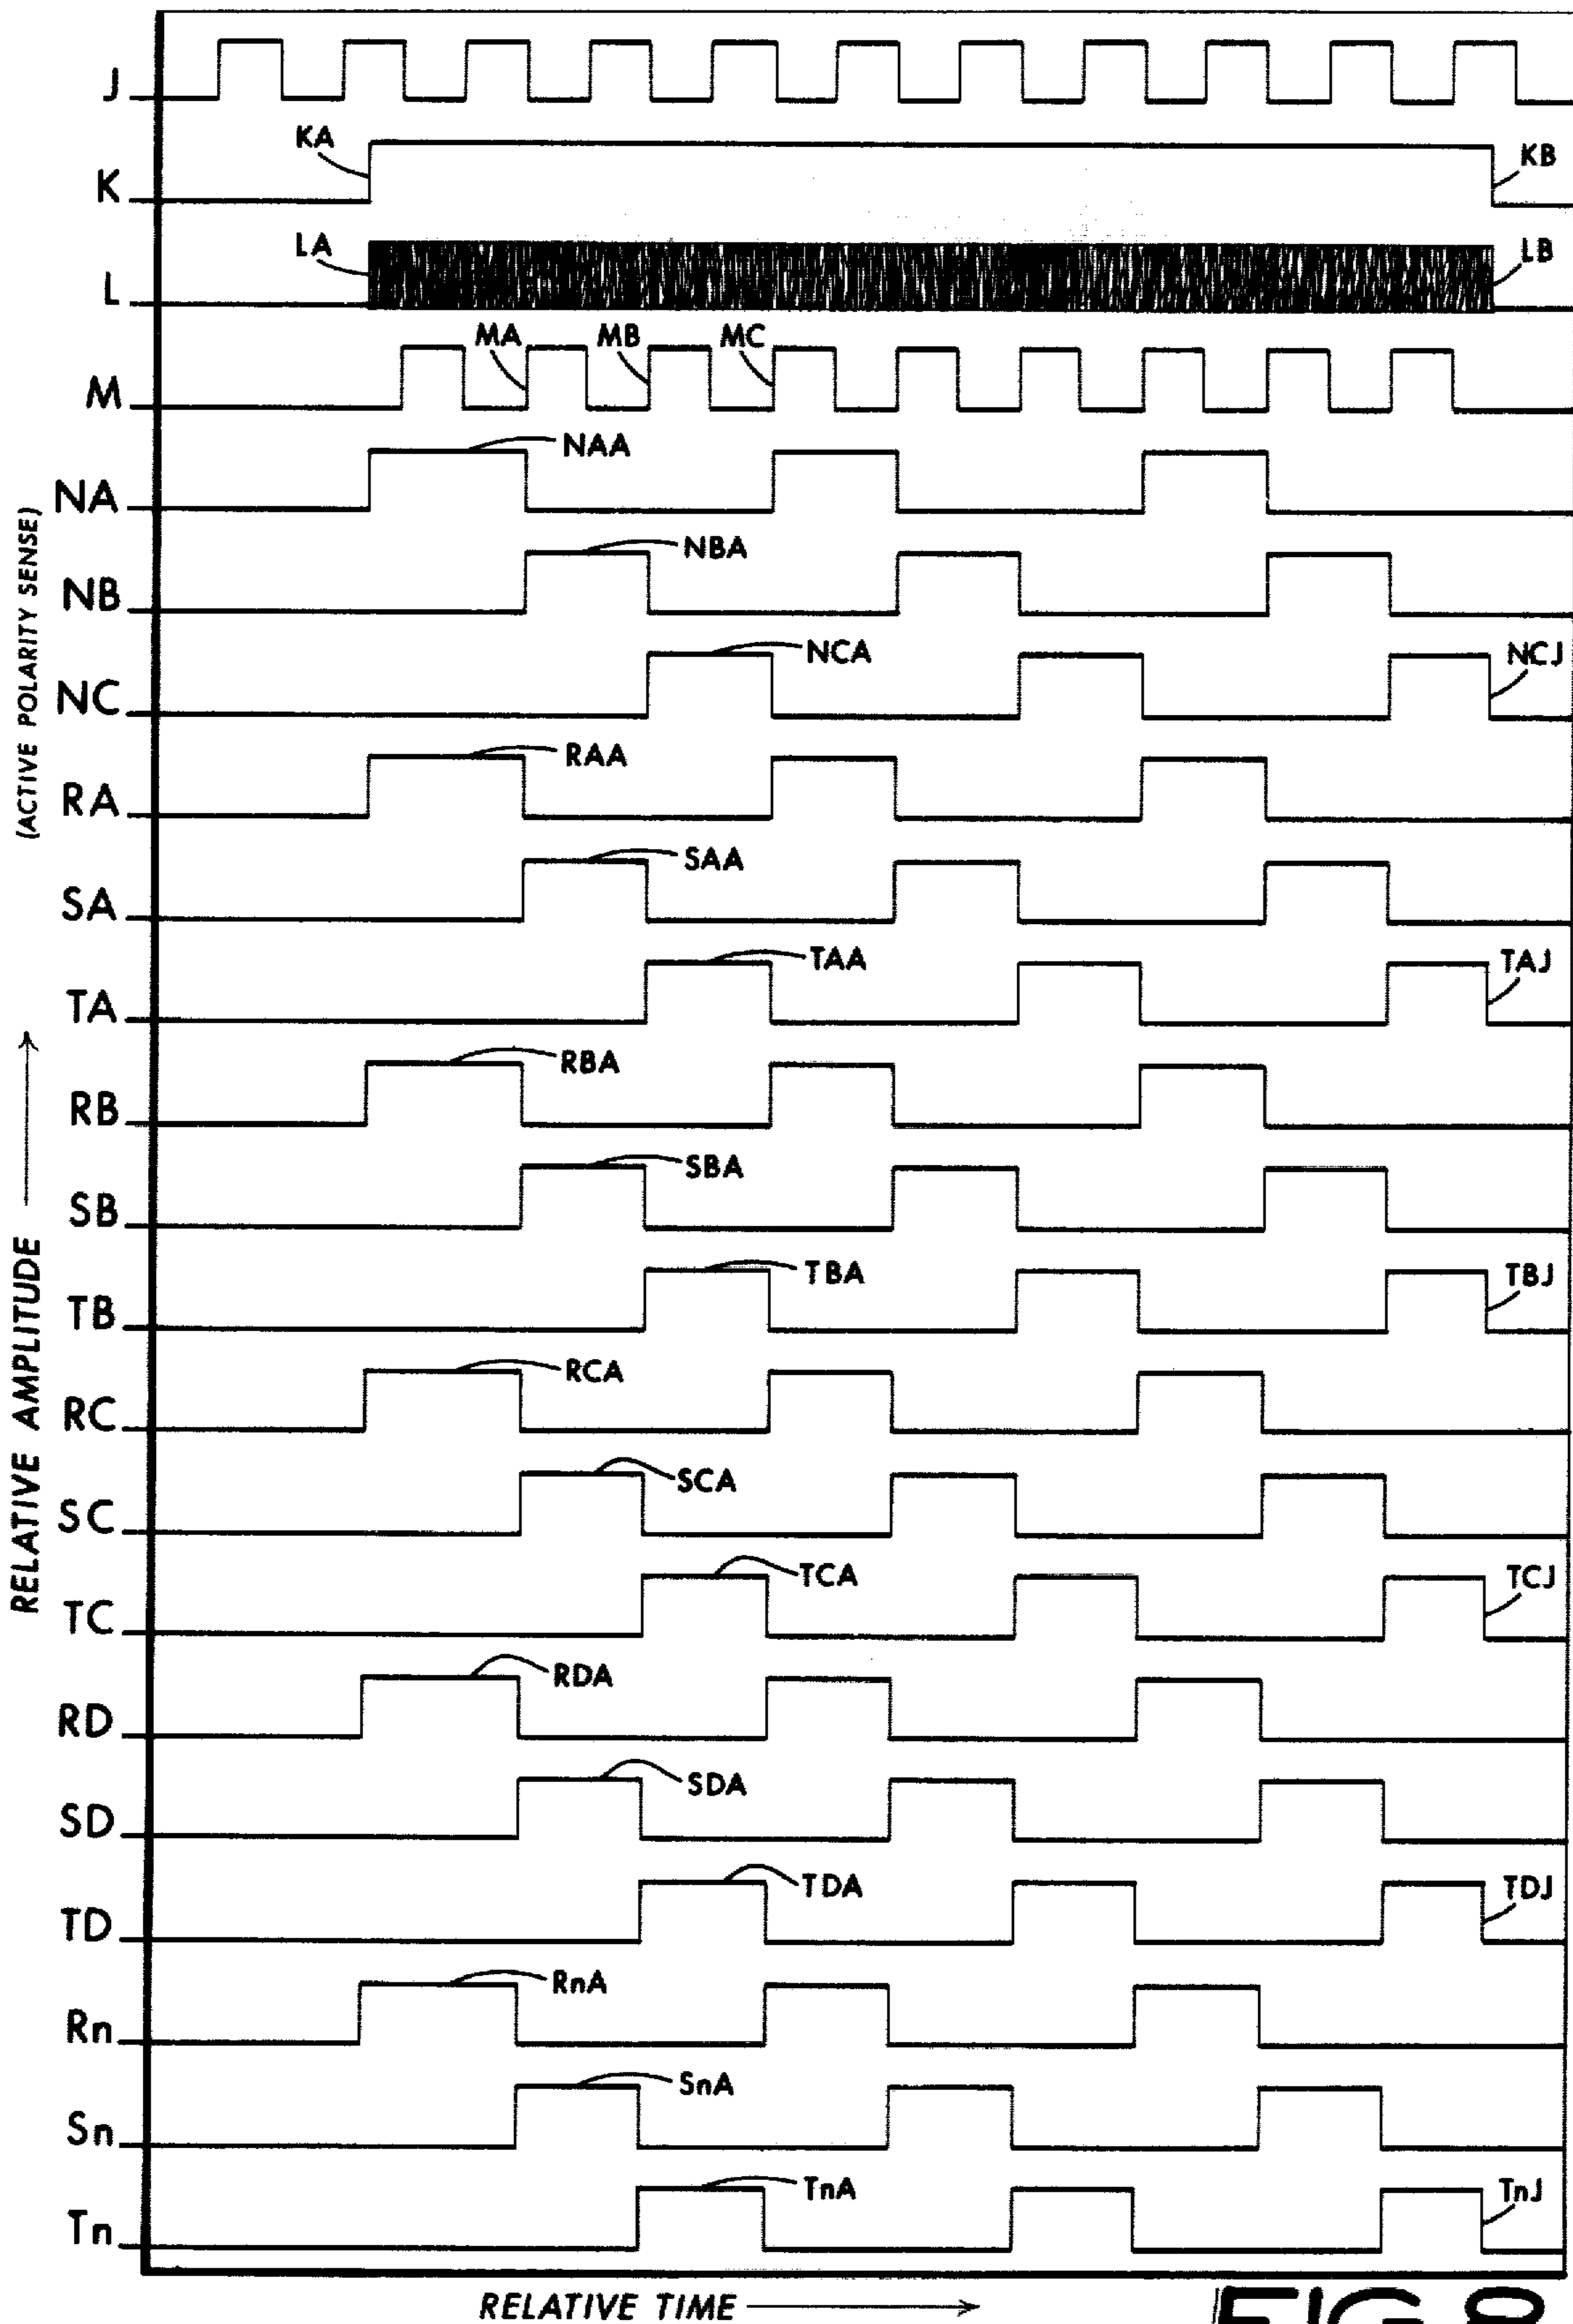 J
KA
KB
K
LA
LB
L
MA
MB
MC
M
NAA
NA
NBA
NB
NCA
NCJ
NC
RAA
RA
SAA
SA
TAA
TAJ
TA
RBA
RB
SBA
SB
TBA
TBJ
TB
RCA
RC
SCA
SC
TCA
TCJ
TC
RDA
RD
SDA
SD
TDA
TDJ
TD
RnA
Rn
SnA
Sn
TnA
TnJ
Tn
RELATIVE AMPLITUDE
(ACTIVE POLARITY SENSE)
RELATIVE TIME
FIG 8